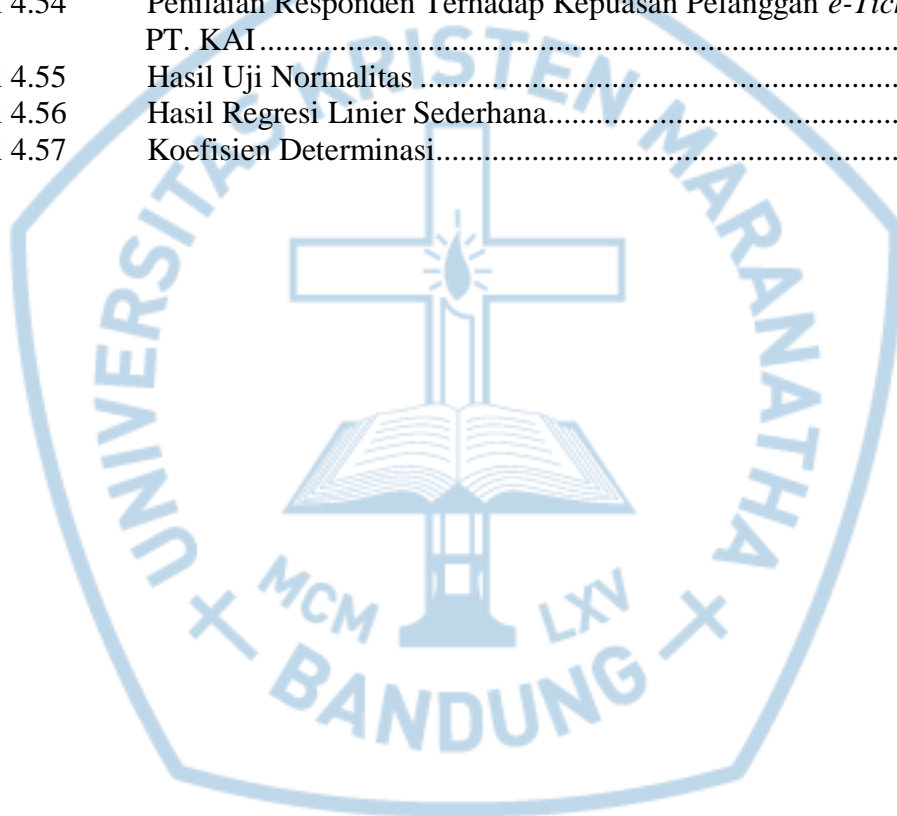 4.54 Penilaian Responden Terhadap Kepuasan Pelanggan
PT. KAI
4.55 Hasil Uji Normalitas
4.56 Hasil Regresi Linier Sederhana
4.57 Koefisien Determinasi
UNIVERSITAS KRISTEN MARANATHA
MCM LXV
BANDUNG